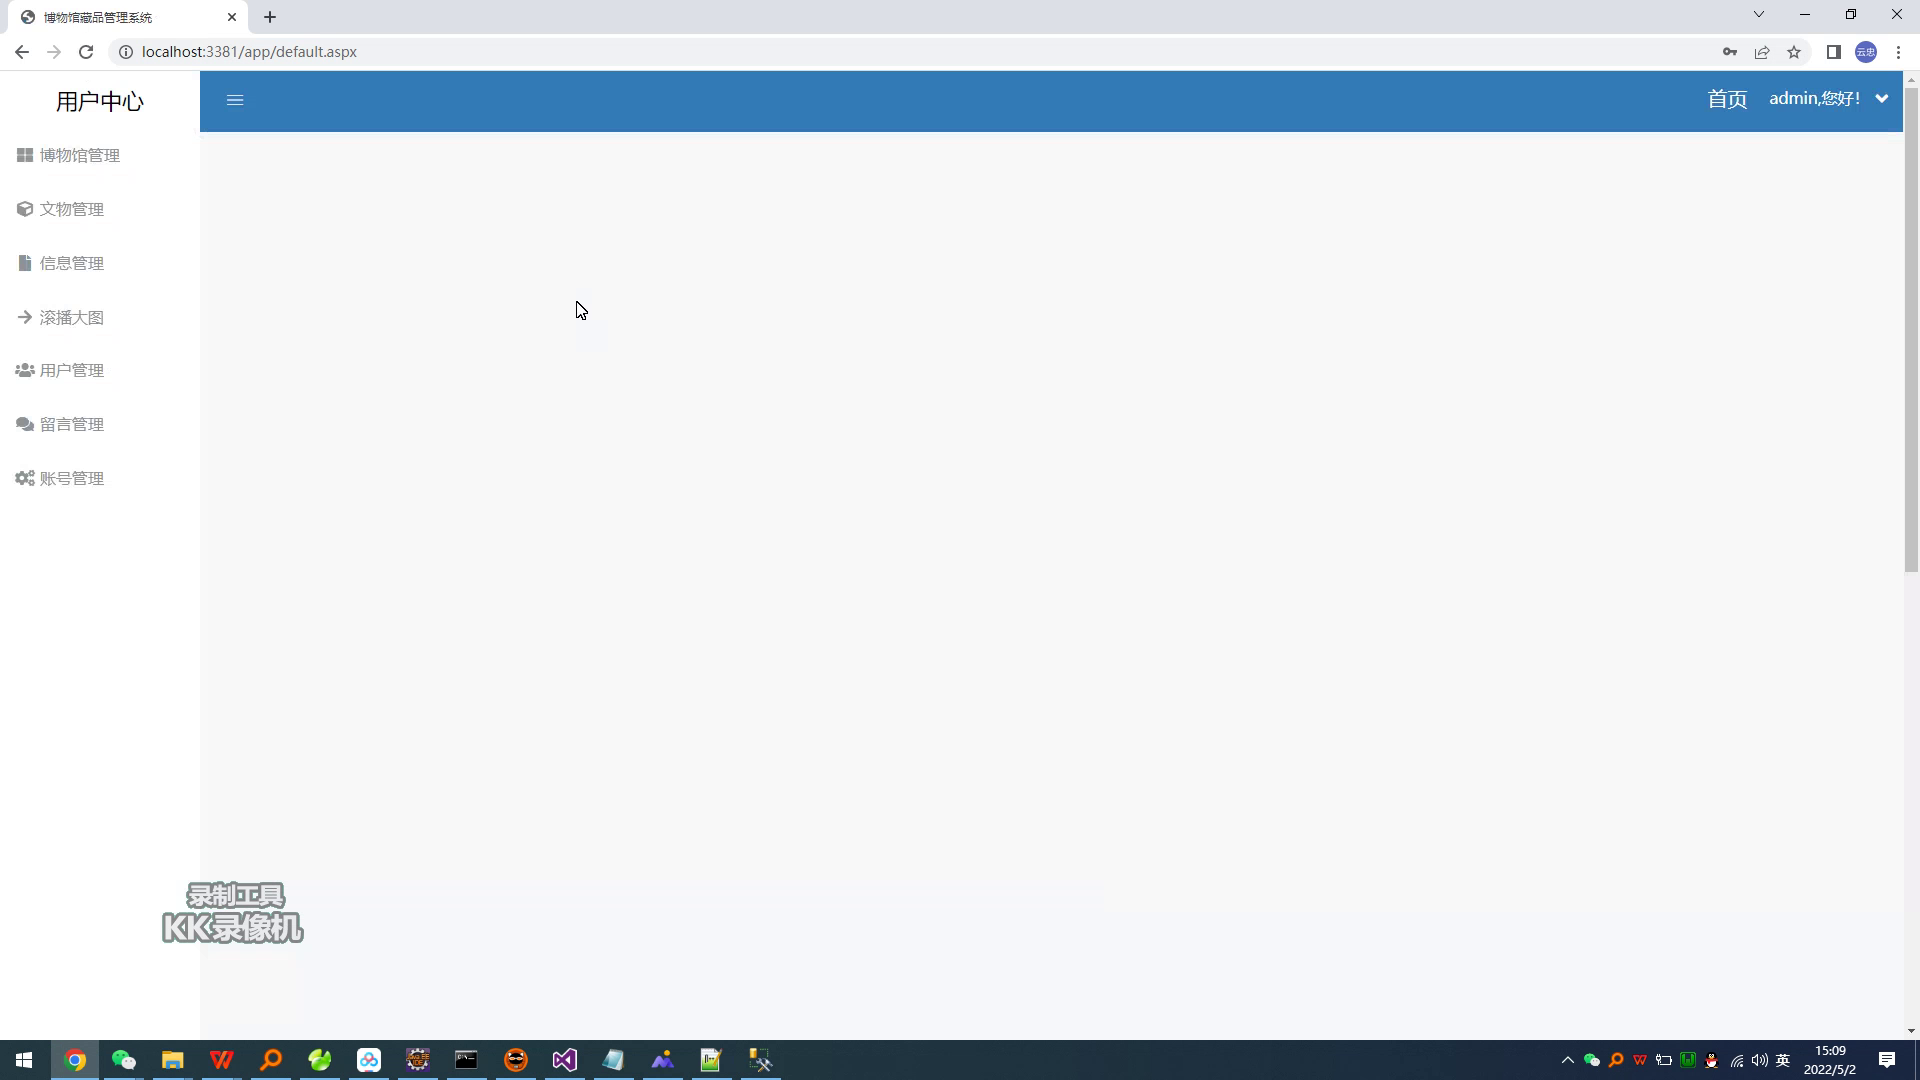 博物馆藏品管理系统
localhost:3381/app/default.aspx
云忠
用户中心
首页
admin,您好!
博物馆管理
文物管理
信息管理
滚播大图
用户管理
留言管理
账号管理
录制工具
KK录像机
英
15:09
2022/5/2